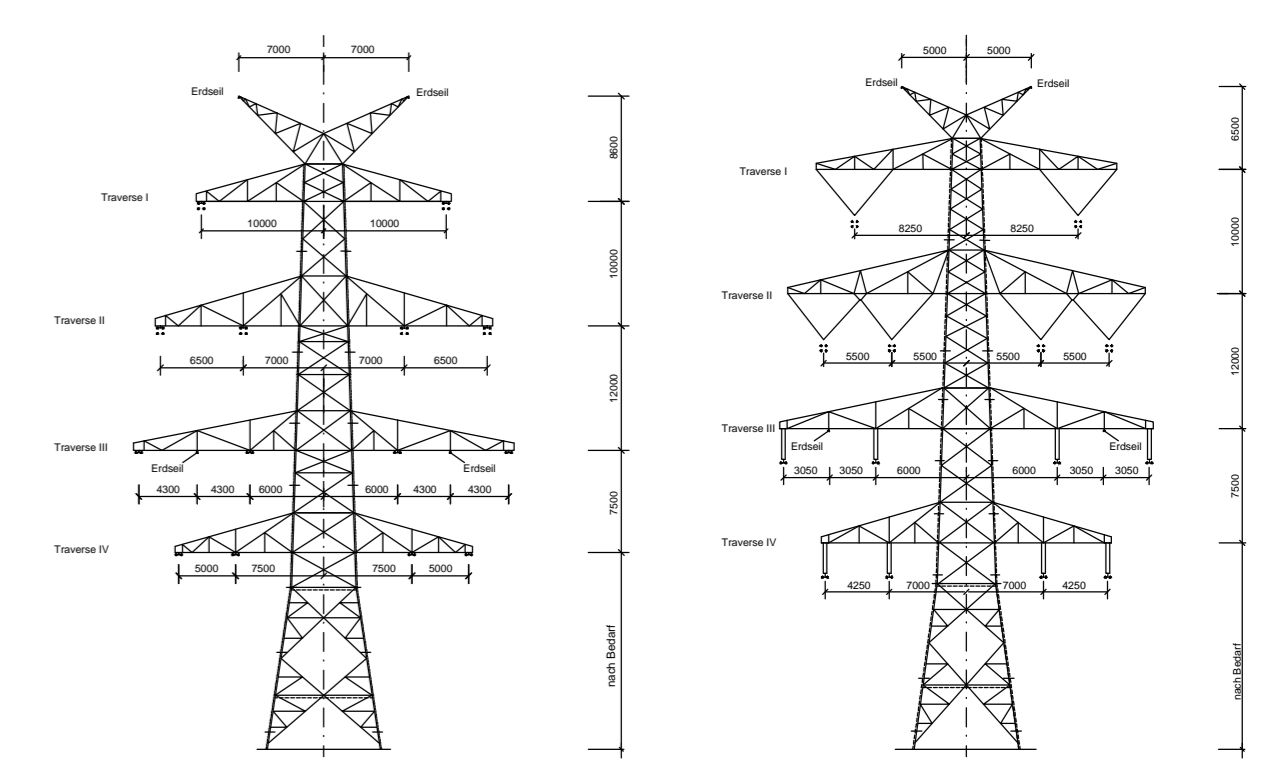 7000 7000
Erdseil Erdseil
8600
Traverse I
10000 10000
10000
Traverse II
6500 7000 7000 6500
12000
Traverse III
Erdseil Erdseil
4300 4300 6000 6000 4300 4300
7500
Traverse IV
5000 7500 7500 5000
nach Bedarf
5000 5000
Erdseil Erdseil
6500
Traverse I
8250 8250
10000
Traverse II
5500 5500 5500 5500
12000
Traverse III
Erdseil Erdseil
3050 3050 6000 6000 3050 3050
7500
Traverse IV
4250 7000 7000 4250
nach Bedarf